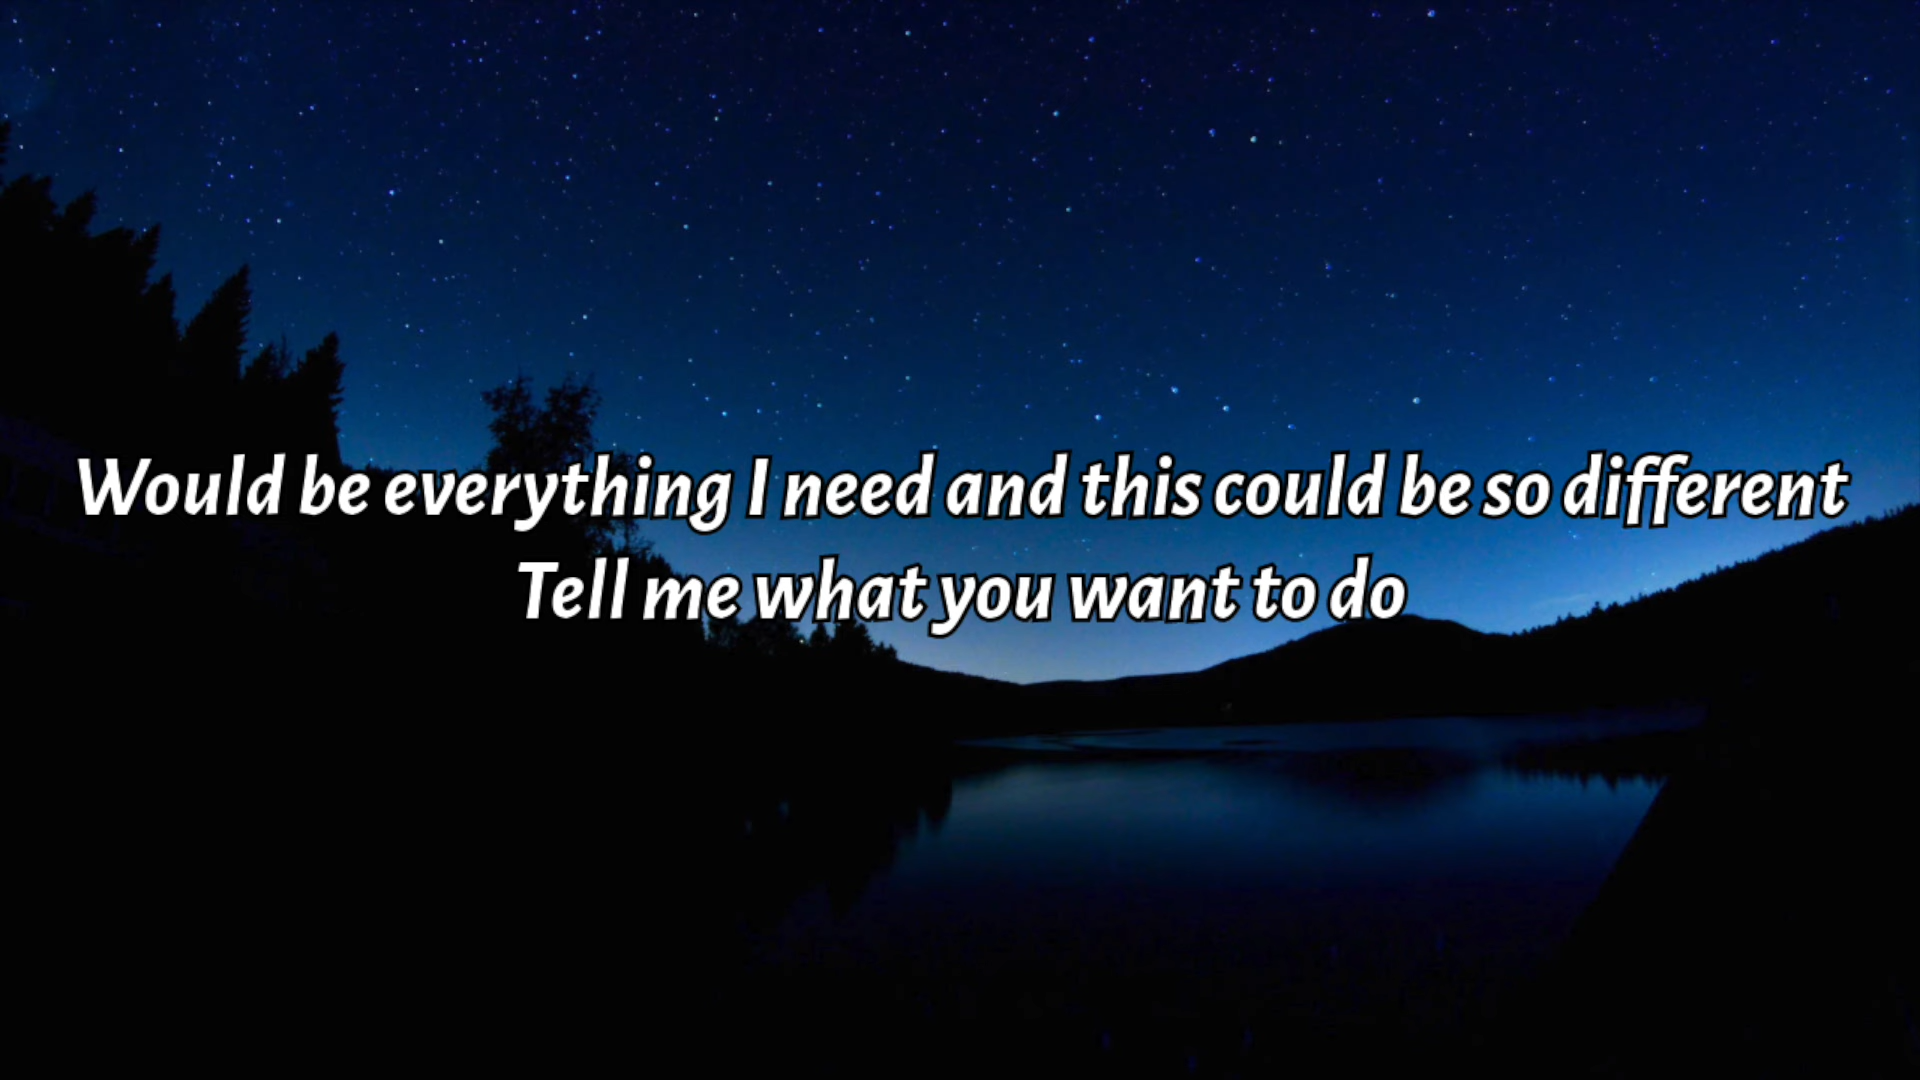 Would be everything I need and this could be so different
Tell me what you want to do